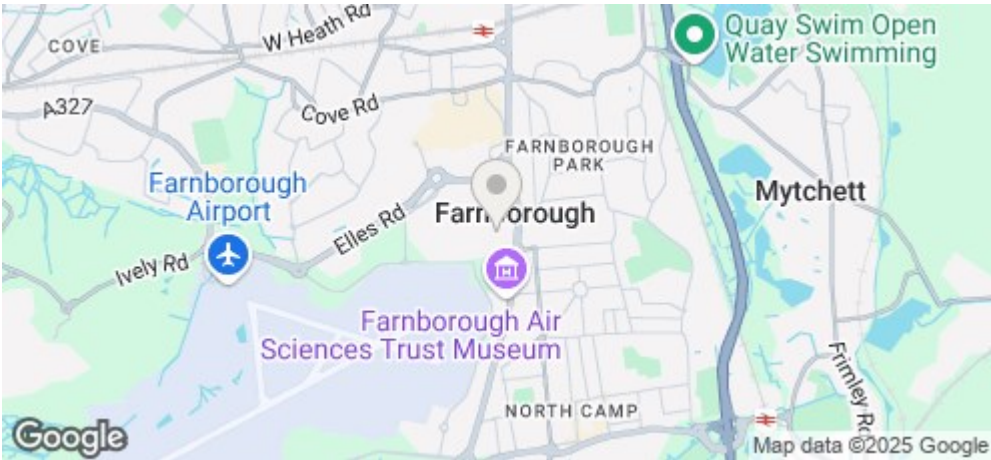 COVE
W Heath Rd
Quay Swim Open
Water Swimming
A327
Cove Rd
FARNBOROUGH
PARK
Farnborough
Airport
Mytchett
Farnborough
Elles Rd
Ively Rd
Farnborough Air
Sciences Trust Museum
Frimley Rd
NORTH CAMP
Google
Map data ©2025 Google